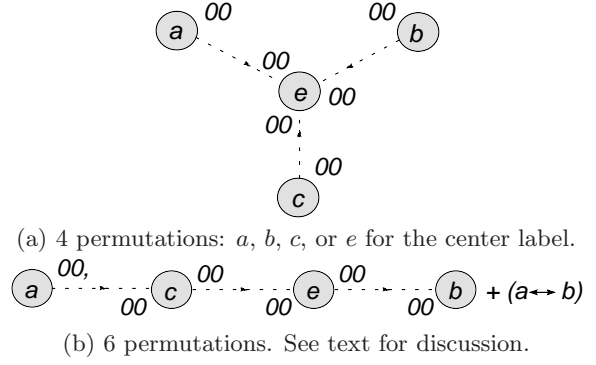 00 00
a b
00
e 00
00
00
c
(a) 4 permutations: a, b, c, or e for the center label.
00, 00 00
a c e b + (a↔ b)
00 00 00
(b) 6 permutations. See text for discussion.